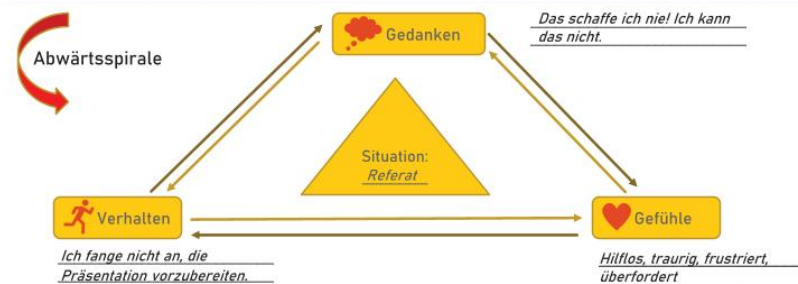 Das schaffe ich nie! Ich kann
das nicht.
Gedanken
Abwärtsspirale
Situation:
Referat
Verhalten
Gefühle
Ich fange nicht an, die
Präsentation vorzubereiten.
Hilflos, traurig, frustriert,
überfordert